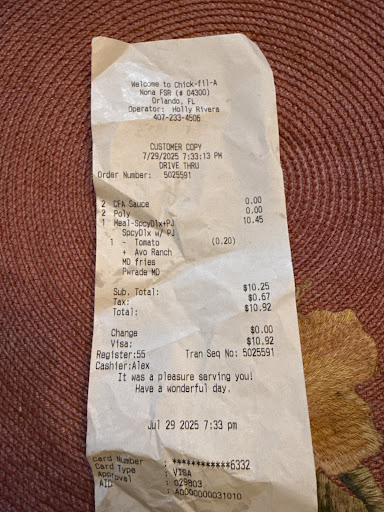 Welcome to Chick-fil-A
Nona FSR (# 04300)
Orlando, FL
Operator: Holly Rivera
407-233-4506
CUSTOMER COPY
7/29/2025 7:33:13 PM
DRIVE THRU
Order Number: 5025591
2 CFA Sauce 0.00
2 Poly 0.00
1 Meal-SpcyDlx+PJ 10.45
SpcyDlx w/ PJ
1 - Tomato (0.20)
+ Avo Ranch
MD fries
Pwrade MD
Sub. Total: $10.25
Tax: $0.67
Total: $10.92
Change $0.00
Visa: $10.92
Register:55 Tran Seq No: 5025591
Cashier:Alex
It was a pleasure serving you!
Have a wonderful day.
Jul 29 2025 7:33 pm
Card Number : ************6332
Card Type : VISA
Approval : 029803
AID : A0000000031010